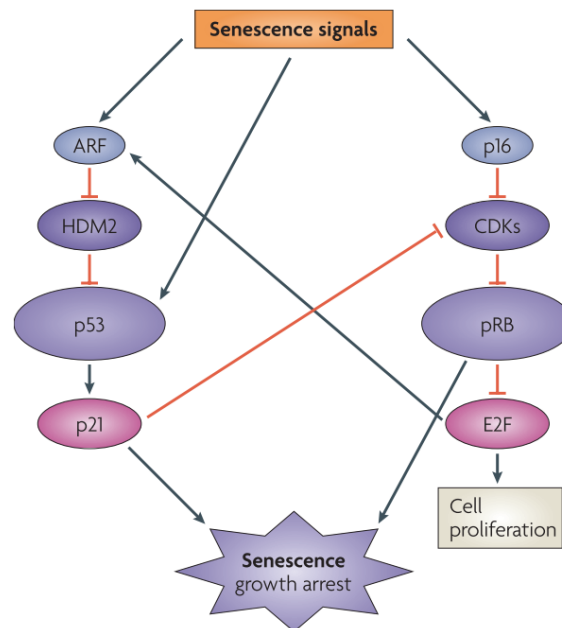 Senescence signals
ARF
p16
HDM2
CDKs
p53
pRB
p21
E2F
Cell
proliferation
Senescence
growth arrest